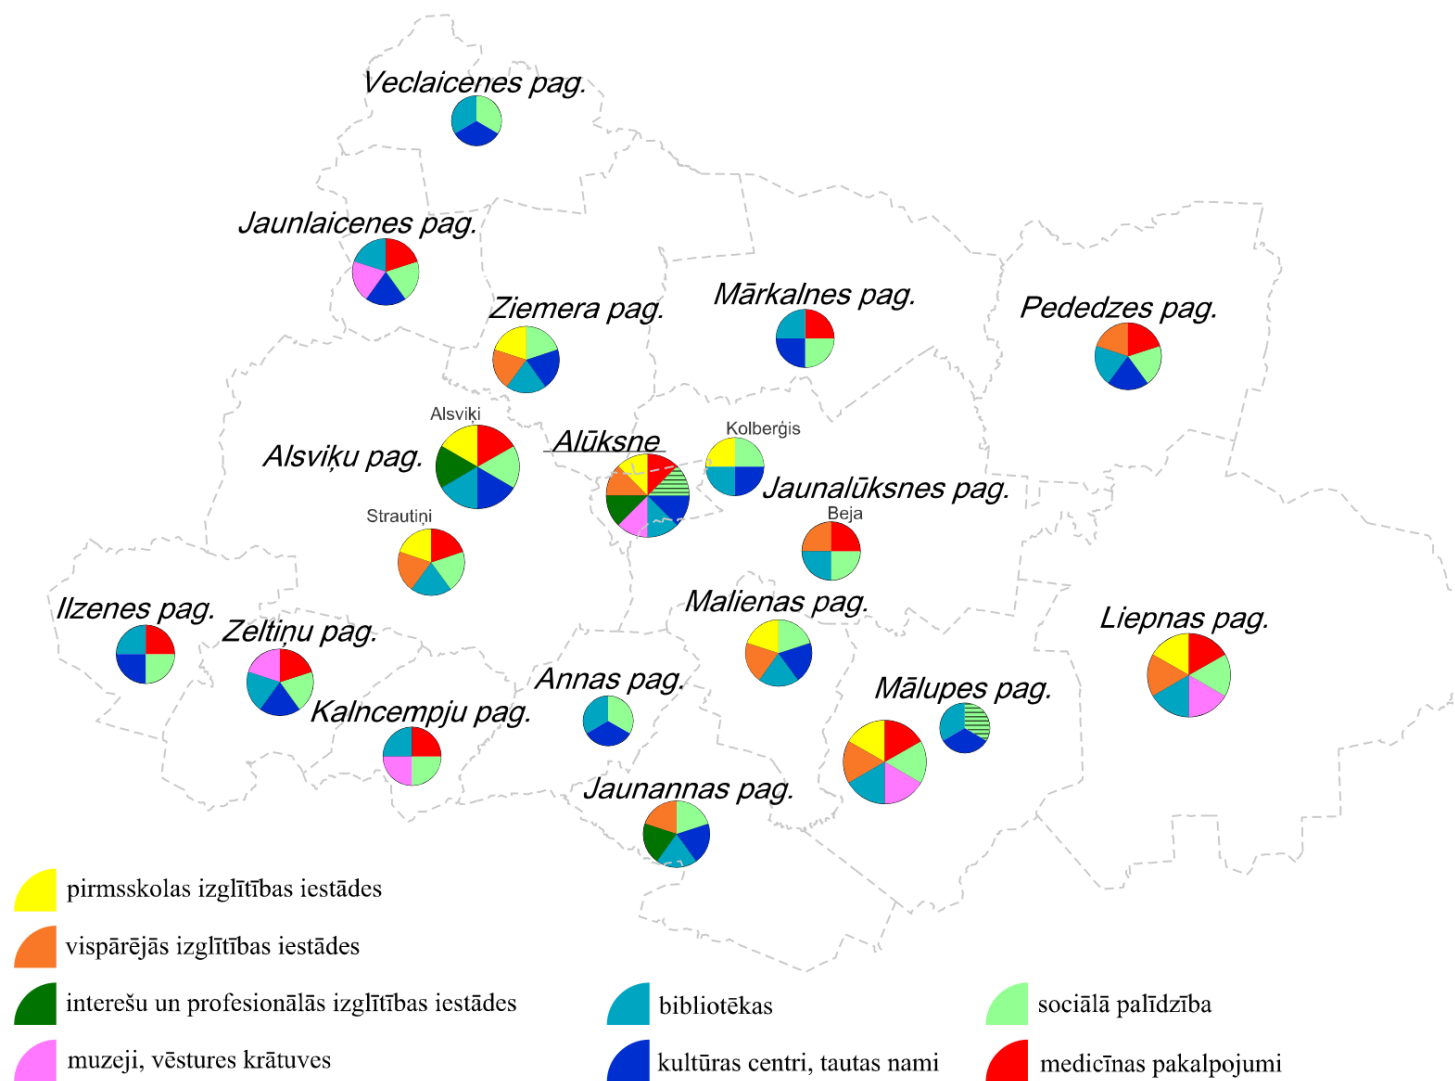 Veclaicenes pag.
Jaunlaicenes pag.
Ziemera pag.
Mārkalnes pag.
Pededzes pag.
Alsviķi
Alsviķu pag.
Alūksne
Kolberģis
Jaunalūksnes pag.
Beja
Strautiņi
Ilzenes pag.
Zeltiņu pag.
Malienas pag.
Liepnas pag.
Kalncempju pag.
Annas pag.
Mālupes pag.
Jaunannas pag.
pirmsskolas izglītības iestādes
vispārējās izglītības iestādes
interešu un profesionālās izglītības iestādes
muzeji, vēstures krātuves
bibliotēkas
kultūras centri, tautas nami
sociālā palīdzība
medicīnas pakalpojumi